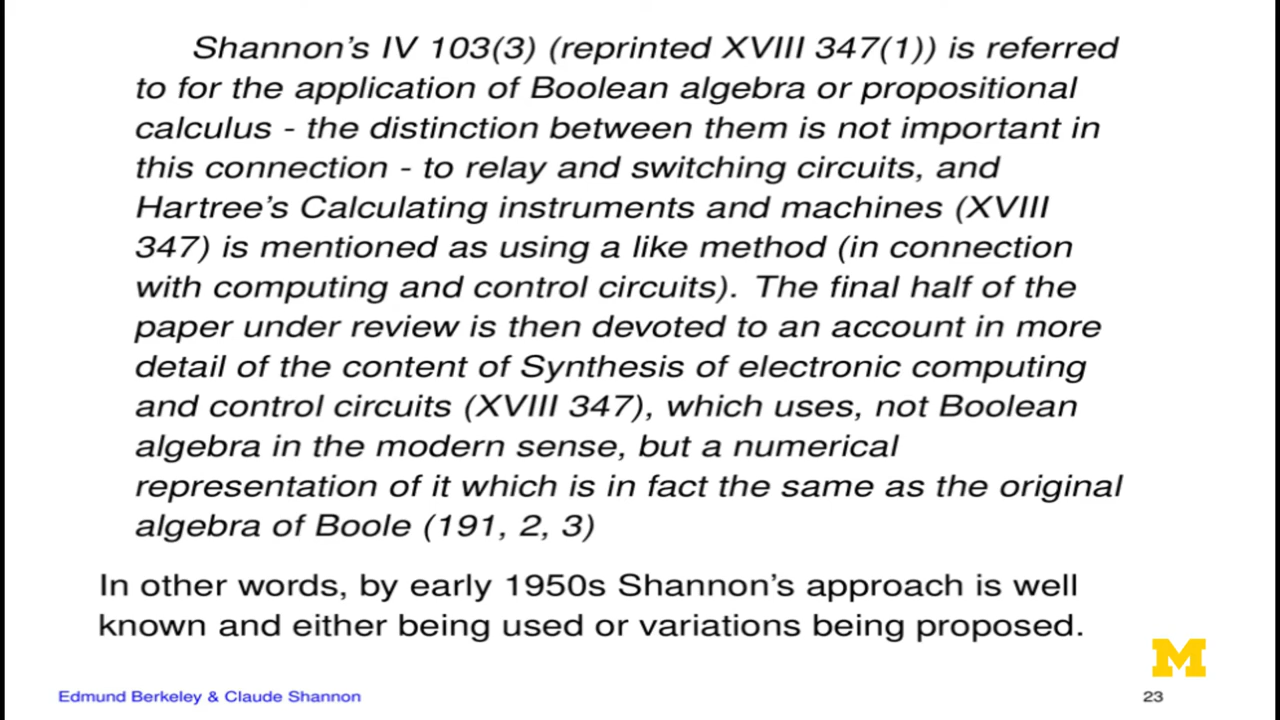 Shannon's IV 103(3) (reprinted XVIII 347(1)) is referred
to for the application of Boolean algebra or propositional
calculus - the distinction between them is not important in
this connection - to relay and switching circuits, and
Hartree's Calculating instruments and machines (XVIII
347) is mentioned as using a like method (in connection
with computing and control circuits). The final half of the
paper under review is then devoted to an account in more
detail of the content of Synthesis of electronic computing
and control circuits (XVIII 347), which uses, not Boolean
algebra in the modern sense, but a numerical
representation of it which is in fact the same as the original
algebra of Boole (191, 2, 3)
In other words, by early 1950s Shannon's approach is well
known and either being used or variations being proposed.
M
Edmund Berkeley & Claude Shannon
23